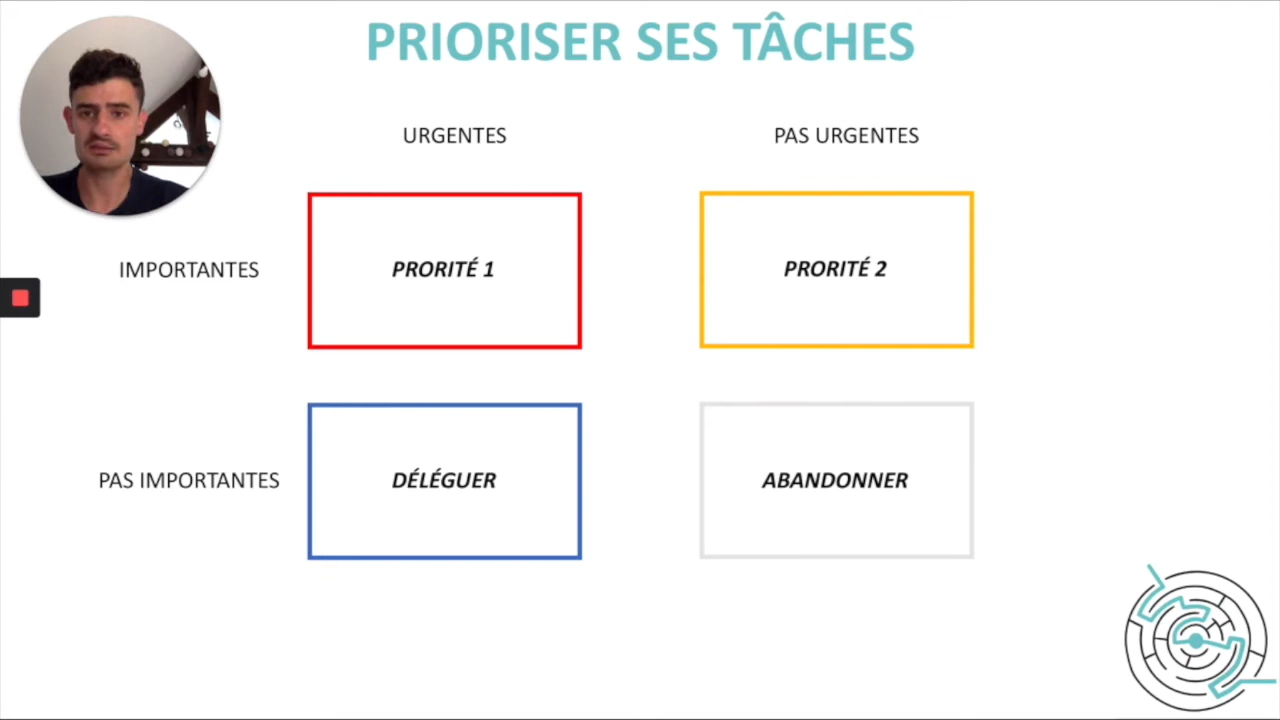 PRIORISER SES TÂCHES
URGENTES
PAS URGENTES
IMPORTANTES
PRORITÉ 1
PRORITÉ 2
PAS IMPORTANTES
DÉLÉGUER
ABANDONNER